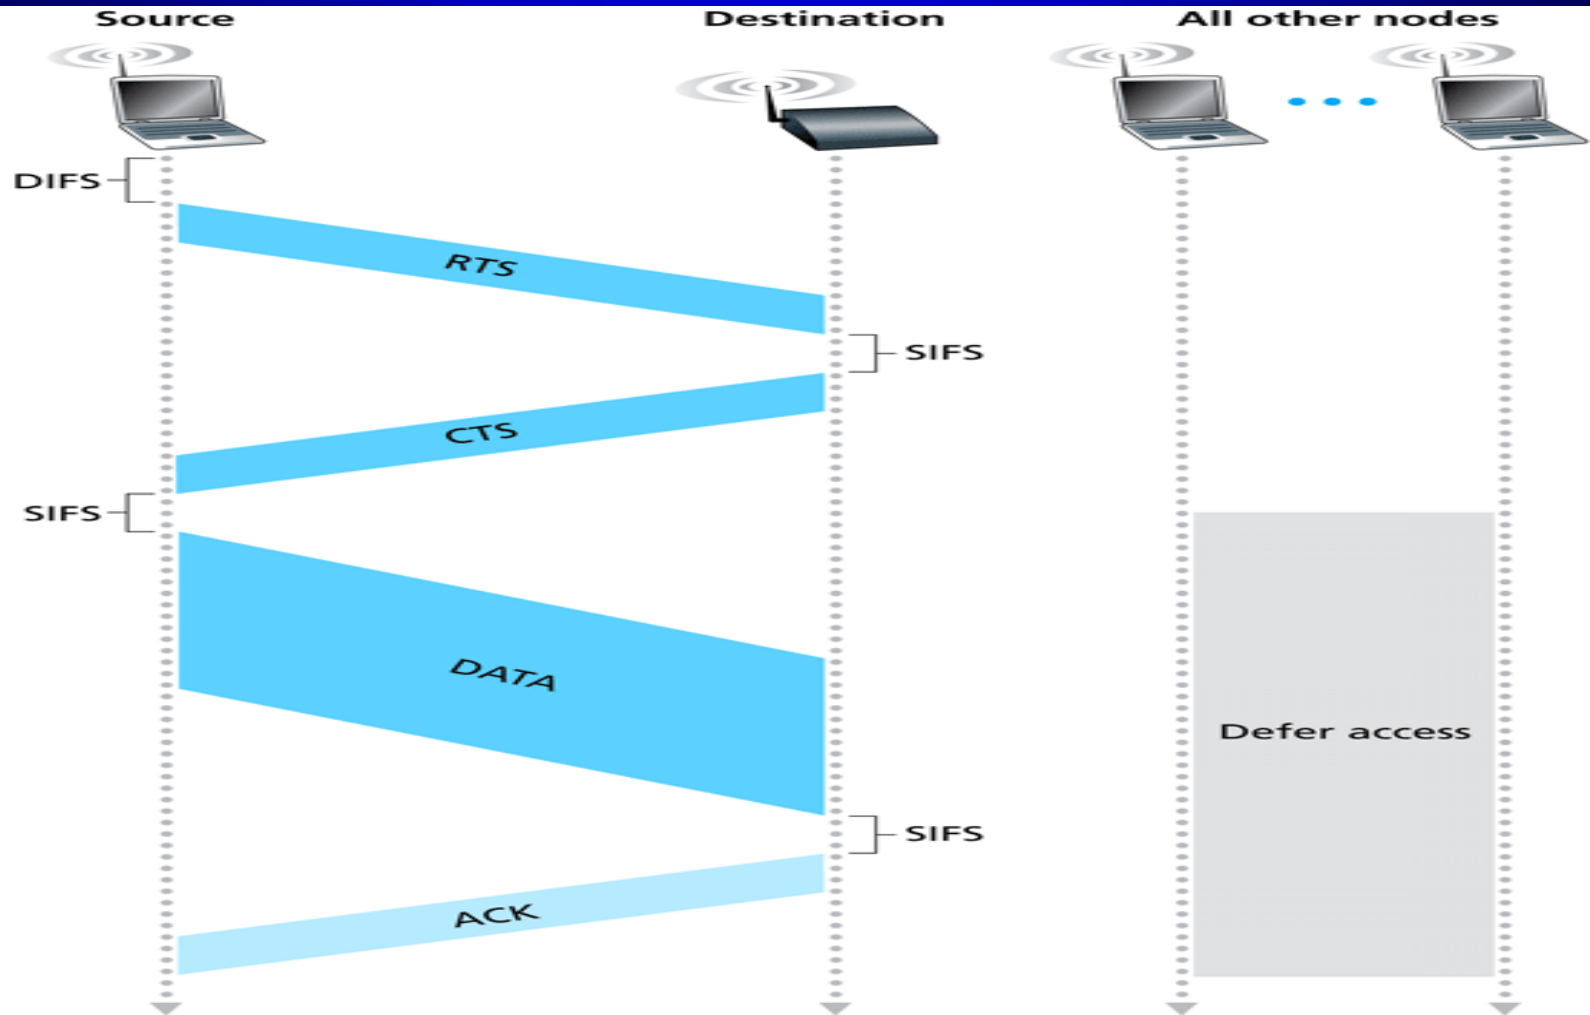 Source
Destination
All other nodes
DIFS
RTS
SIFS
CTS
SIFS
DATA
Defer access
SIFS
ACK